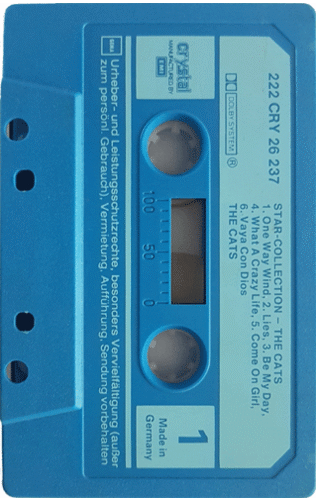 222 CRY 26 237
STAR-COLLECTION – THE CATS
1. One Way Wind, 2. Lies, 3. Be My Day,
4. What A Crazy Life, 5. Come On Girl,
6. Vaya Con Dios
THE CATS
DOLBY SYSTEM ®
crystal
MANUFACTURED BY
EMI
100 50 0
1
Made in
Germany
GEMA
Urheber- und Leistungsschutzrechte, besonders Vervielfältigung (außer
zum persönl. Gebrauch), Vermietung, Aufführung, Sendung vorbehalten